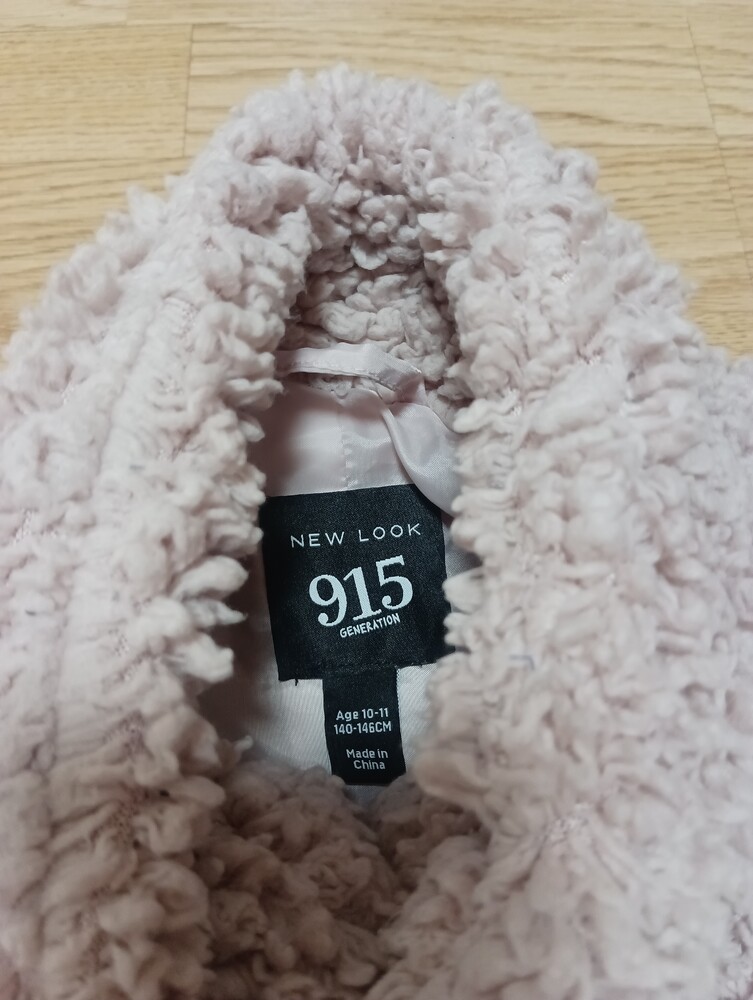 NEW LOOK
915
GENERATION
Age 10-11
140-146CM
Made in
China